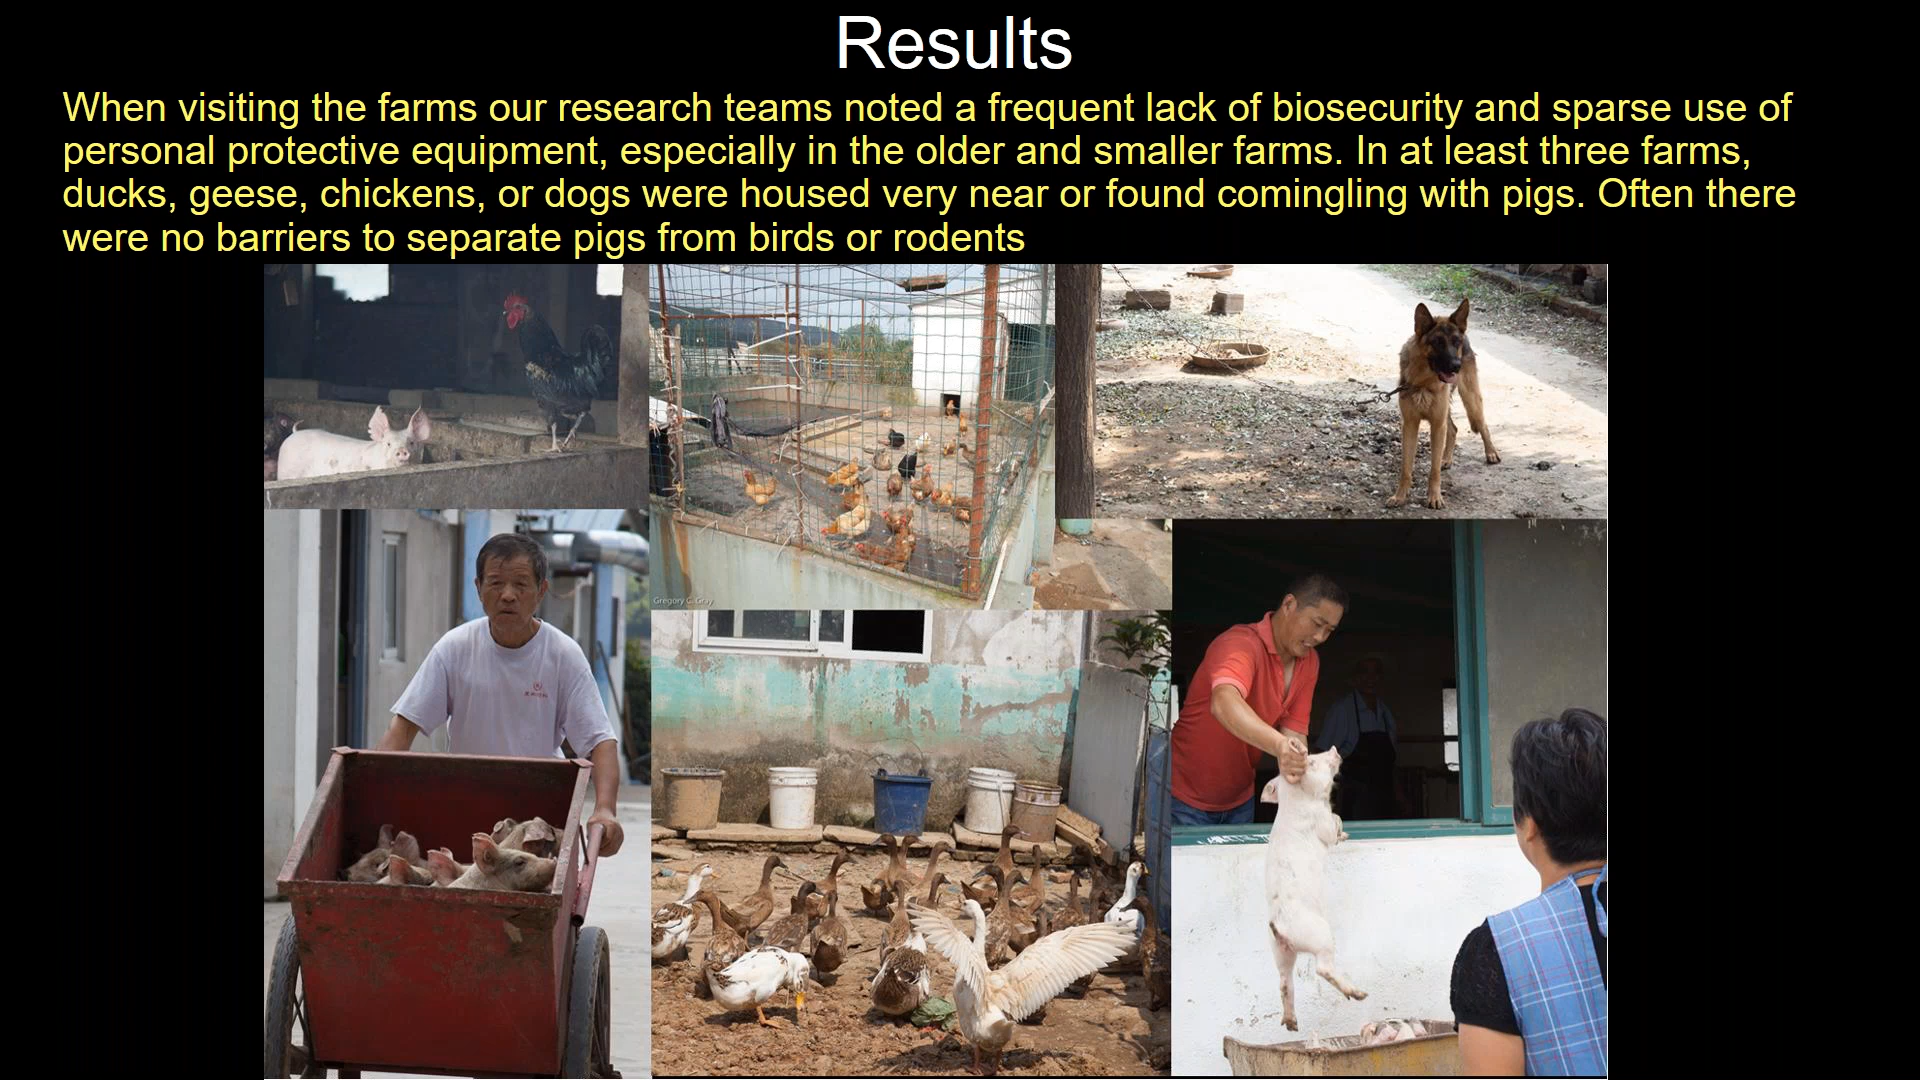 Results
When visiting the farms our research teams noted a frequent lack of biosecurity and sparse use of
personal protective equipment, especially in the older and smaller farms. In at least three farms,
ducks, geese, chickens, or dogs were housed very near or found comingling with pigs. Often there
were no barriers to separate pigs from birds or rodents
Gregory C. Gray